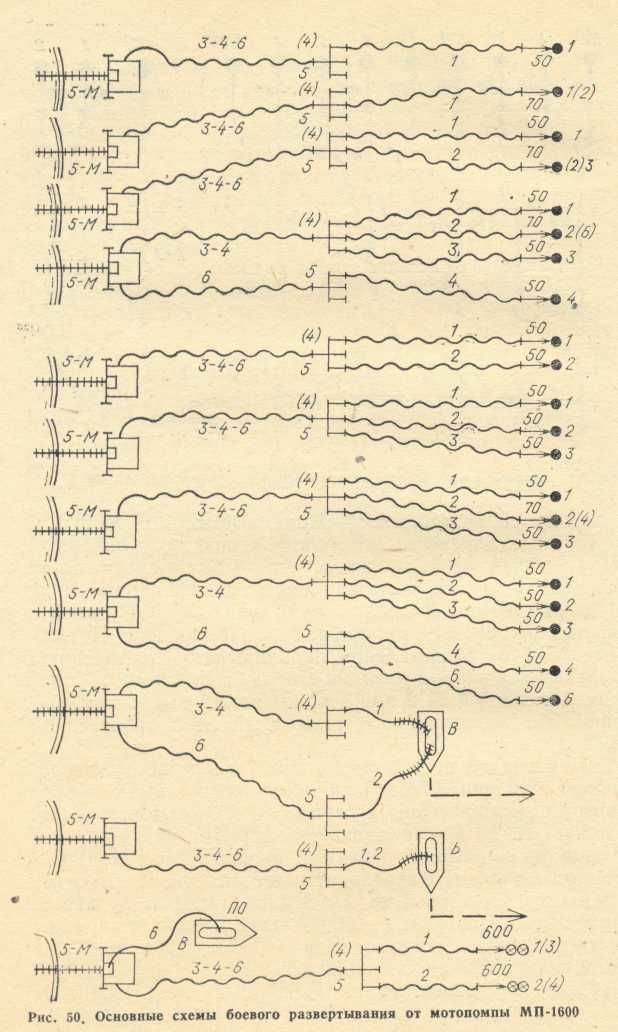 3-4-6 (4) 1
5-М 5 1 50
(4) 1(2)
3-4-6 5 1 70
5-М (4) 1 50 1
3-4-6 5 2 70 (2)3
5-М 1 50 1
(4) 2 70 2(6)
3-4 3 50 3
5-М 6 5 4 50 4
(4) 1 50 1
5-М 3-4-6 5 2 50 2
(4) 1 50 1
5-М 3-4-6 5 2 50 2
3 50 3
(4) 1 50 1
5-М 3-4-6 5 2 70 2(4)
3 50 3
(4) 1 50 1
5-М 3-4 2 50 2
3 50 3
6 5 4 50 4
6 50 6
5-М 3-4 (4) 1 В
6 5 2
5-М 3-4-6 (4) 1,2 В
5
ПО
6 В 600
5-М 3-4-6 (4) 1 1(3)
5 2 600 2(4)
Рис. 50. Основные схемы боевого развертывания от мотопомпы МП-1600